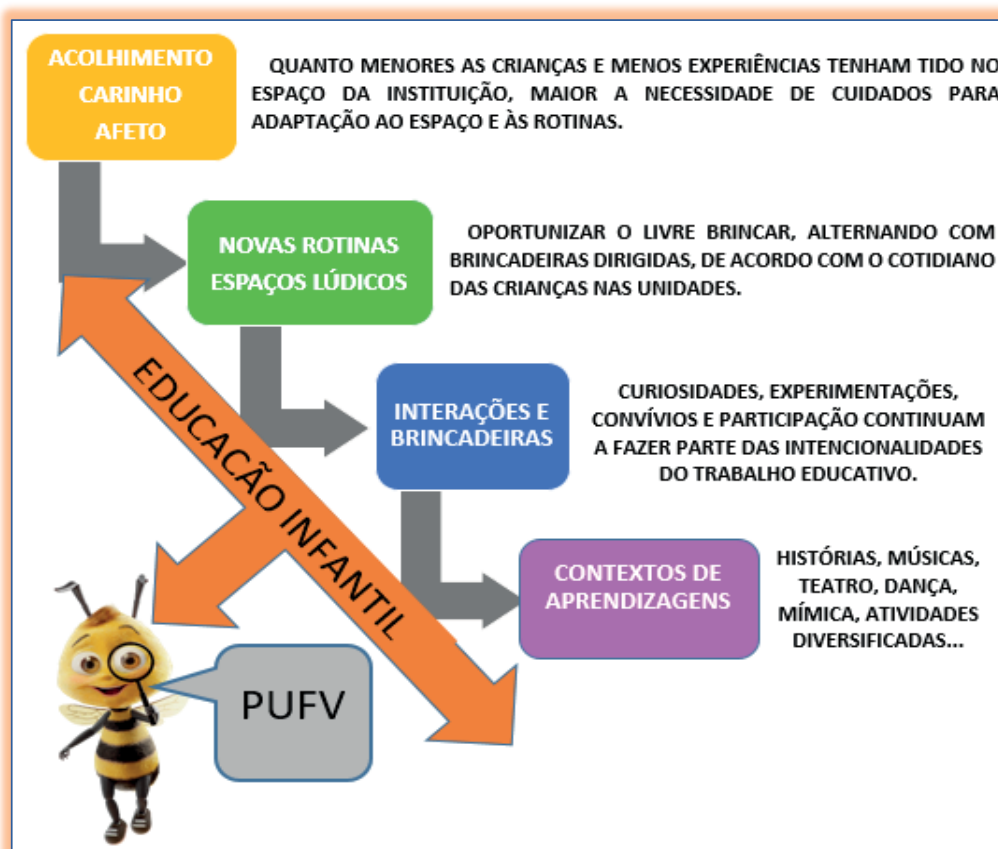 ACOLHIMENTO
CARINHO
AFETO
QUANTO MENORES AS CRIANÇAS E MENOS EXPERIÊNCIAS TENHAM TIDO NO
ESPAÇO DA INSTITUIÇÃO, MAIOR A NECESSIDADE DE CUIDADOS PARA
ADAPTAÇÃO AO ESPAÇO E ÀS ROTINAS.
NOVAS ROTINAS
ESPAÇOS LÚDICOS
OPORTUNIZAR O LIVRE BRINCAR, ALTERNANDO COM
BRINCADEIRAS DIRIGIDAS, DE ACORDO COM O COTIDIANO
DAS CRIANÇAS NAS UNIDADES.
INTERAÇÕES E
BRINCADEIRAS
CURIOSIDADES, EXPERIMENTAÇÕES,
CONVÍVIOS E PARTICIPAÇÃO CONTINUAM
A FAZER PARTE DAS INTENCIONALIDADES
DO TRABALHO EDUCATIVO.
CONTEXTOS DE
APRENDIZAGENS
HISTÓRIAS, MÚSICAS,
TEATRO, DANÇA,
MÍMICA, ATIVIDADES
DIVERSIFICADAS...
EDUCACÃO INFANTIL
PUFV